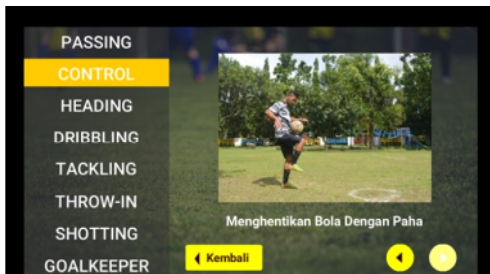 PASSING
CONTROL
HEADING
DRIBBLING
TACKLING
THROW-IN
SHOTTING
GOALKEEPER
Menghentikan Bola Dengan Paha
Kembali